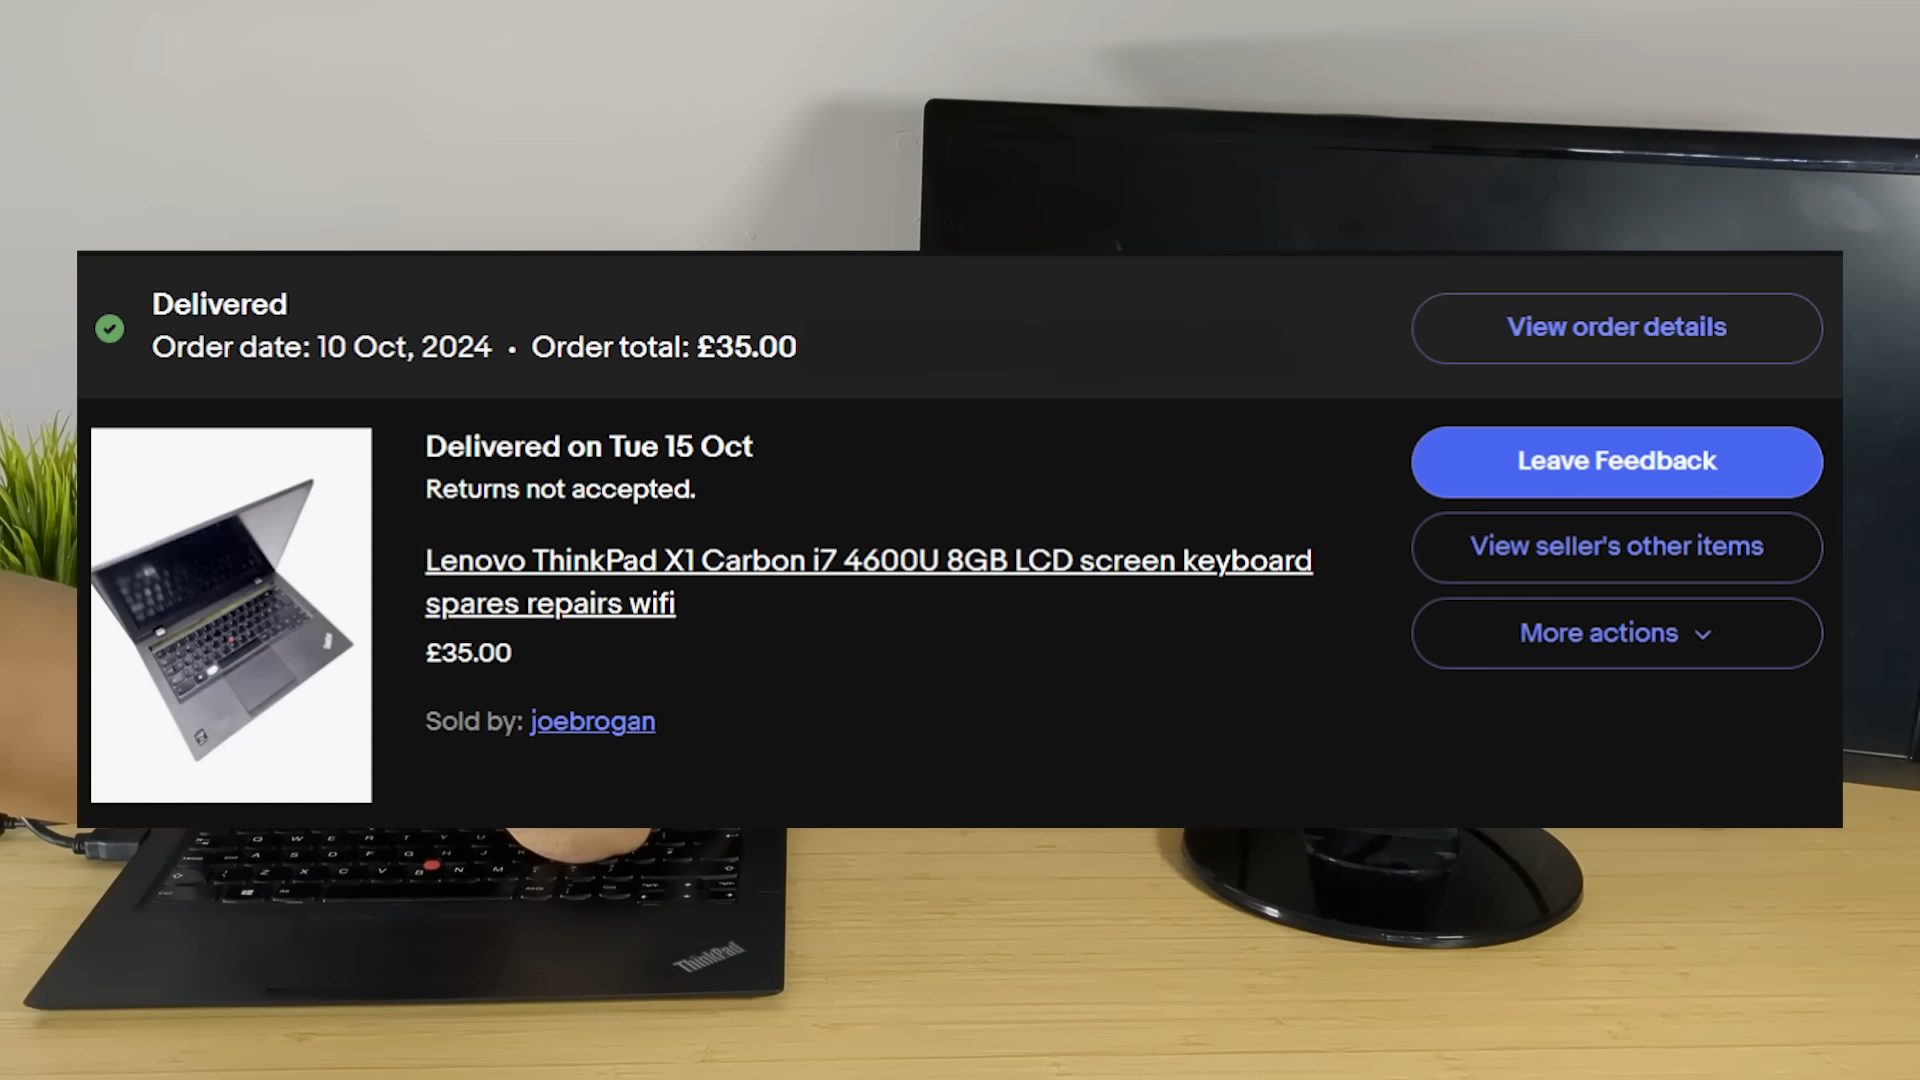 Delivered
Order date: 10 Oct, 2024 • Order total: £35.00
View order details
Delivered on Tue 15 Oct
Returns not accepted.
Lenovo ThinkPad X1 Carbon i7 4600U 8GB LCD screen keyboard
spares repairs wifi
£35.00
Sold by: joebrogan
Leave Feedback
View seller's other items
More actions
Q W E R T Y U
A S D F G H J K
Z X C V B N M
ThinkPad